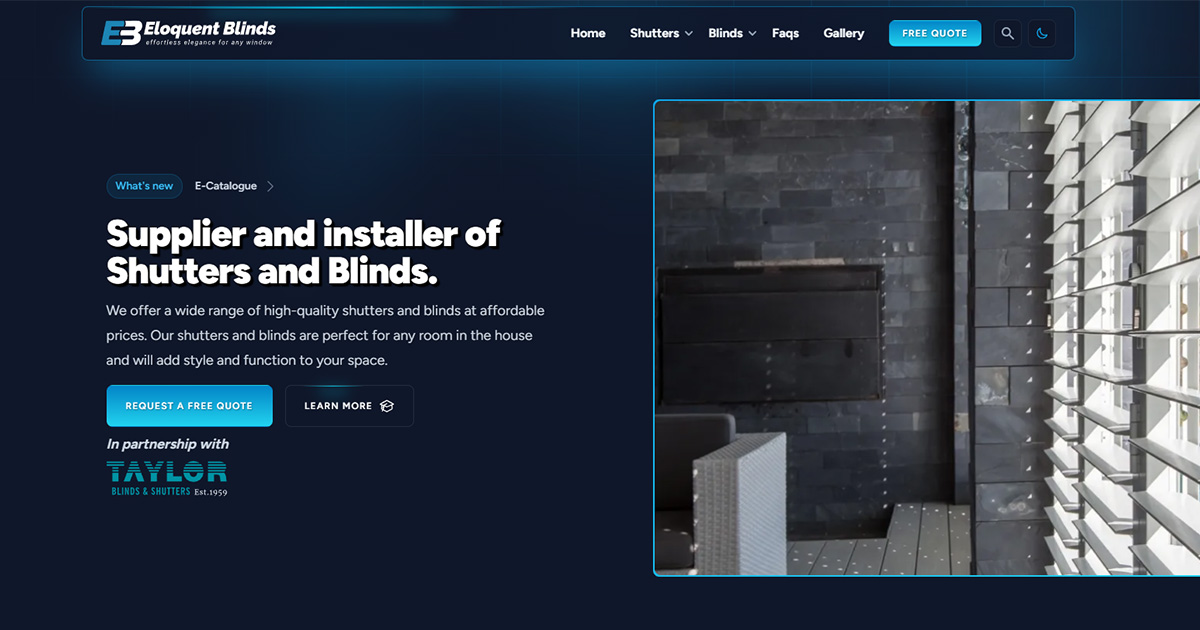 EB Eloquent Blinds
effortless elegance for any window
Home Shutters Blinds Faqs Gallery FREE QUOTE
What's new E-Catalogue
Supplier and installer of
Shutters and Blinds.
We offer a wide range of high-quality shutters and blinds at affordable
prices. Our shutters and blinds are perfect for any room in the house
and will add style and function to your space.
REQUEST A FREE QUOTE LEARN MORE
In partnership with
TAYLOR
BLINDS & SHUTTERS Est.1959